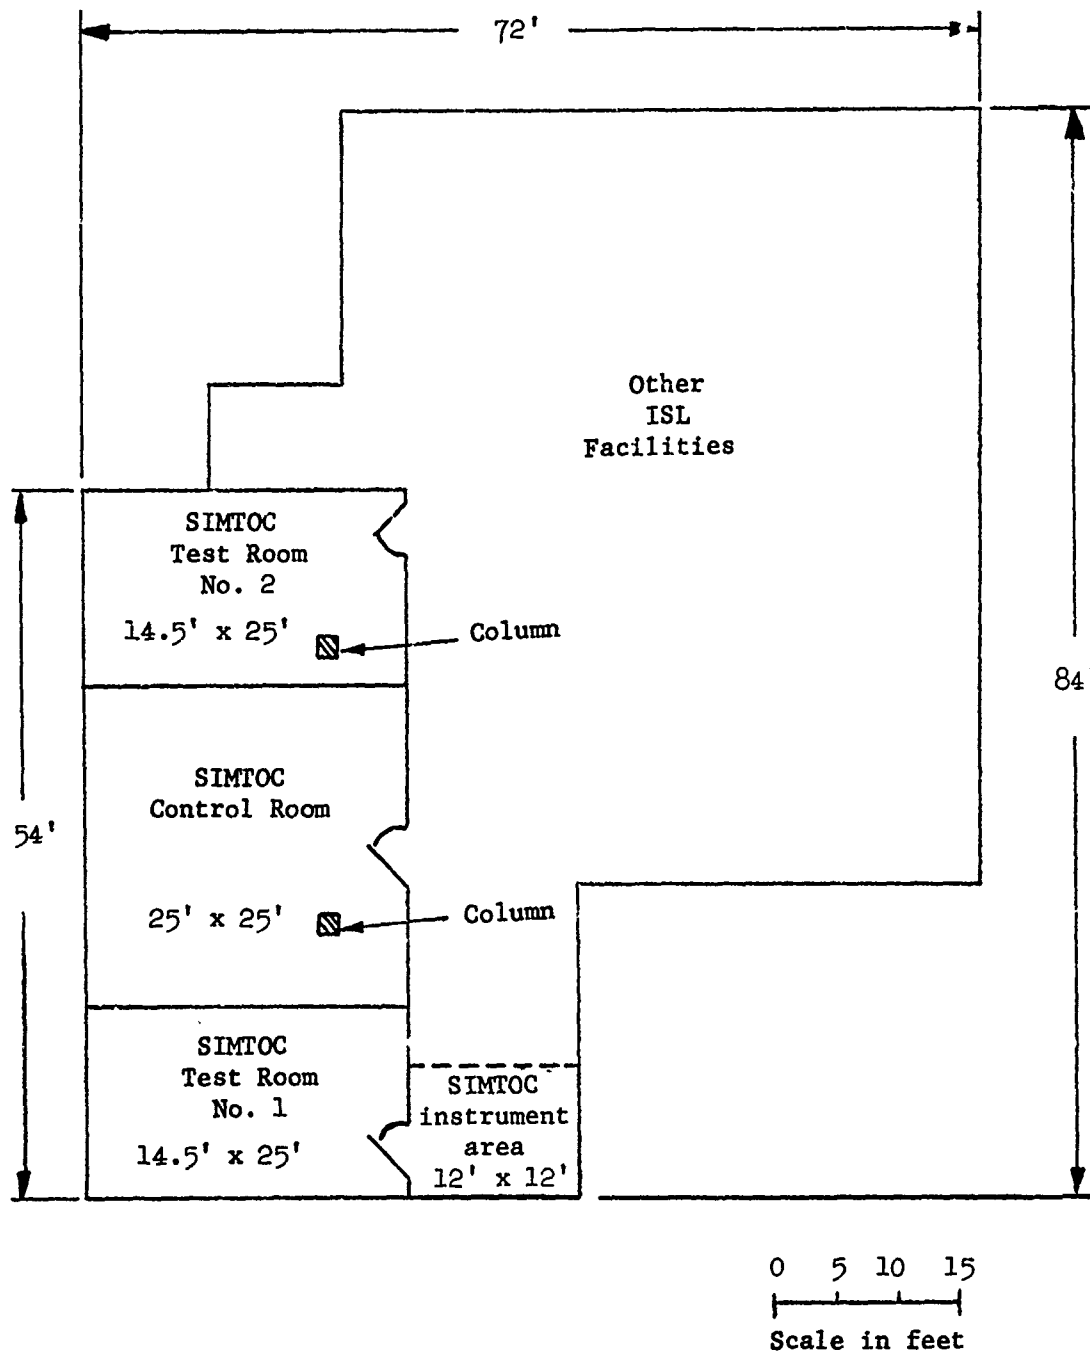 72'
Other
ISL
Facilities
SIMTOC
Test Room
No. 2
14.5' x 25'
Column
84
SIMTOC
Control Room
54'
25' x 25'
Column
SIMTOC
Test Room
No. 1
14.5' x 25'
SIMTOC
instrument
area
12' x 12'
0 5 10 15
Scale in feet